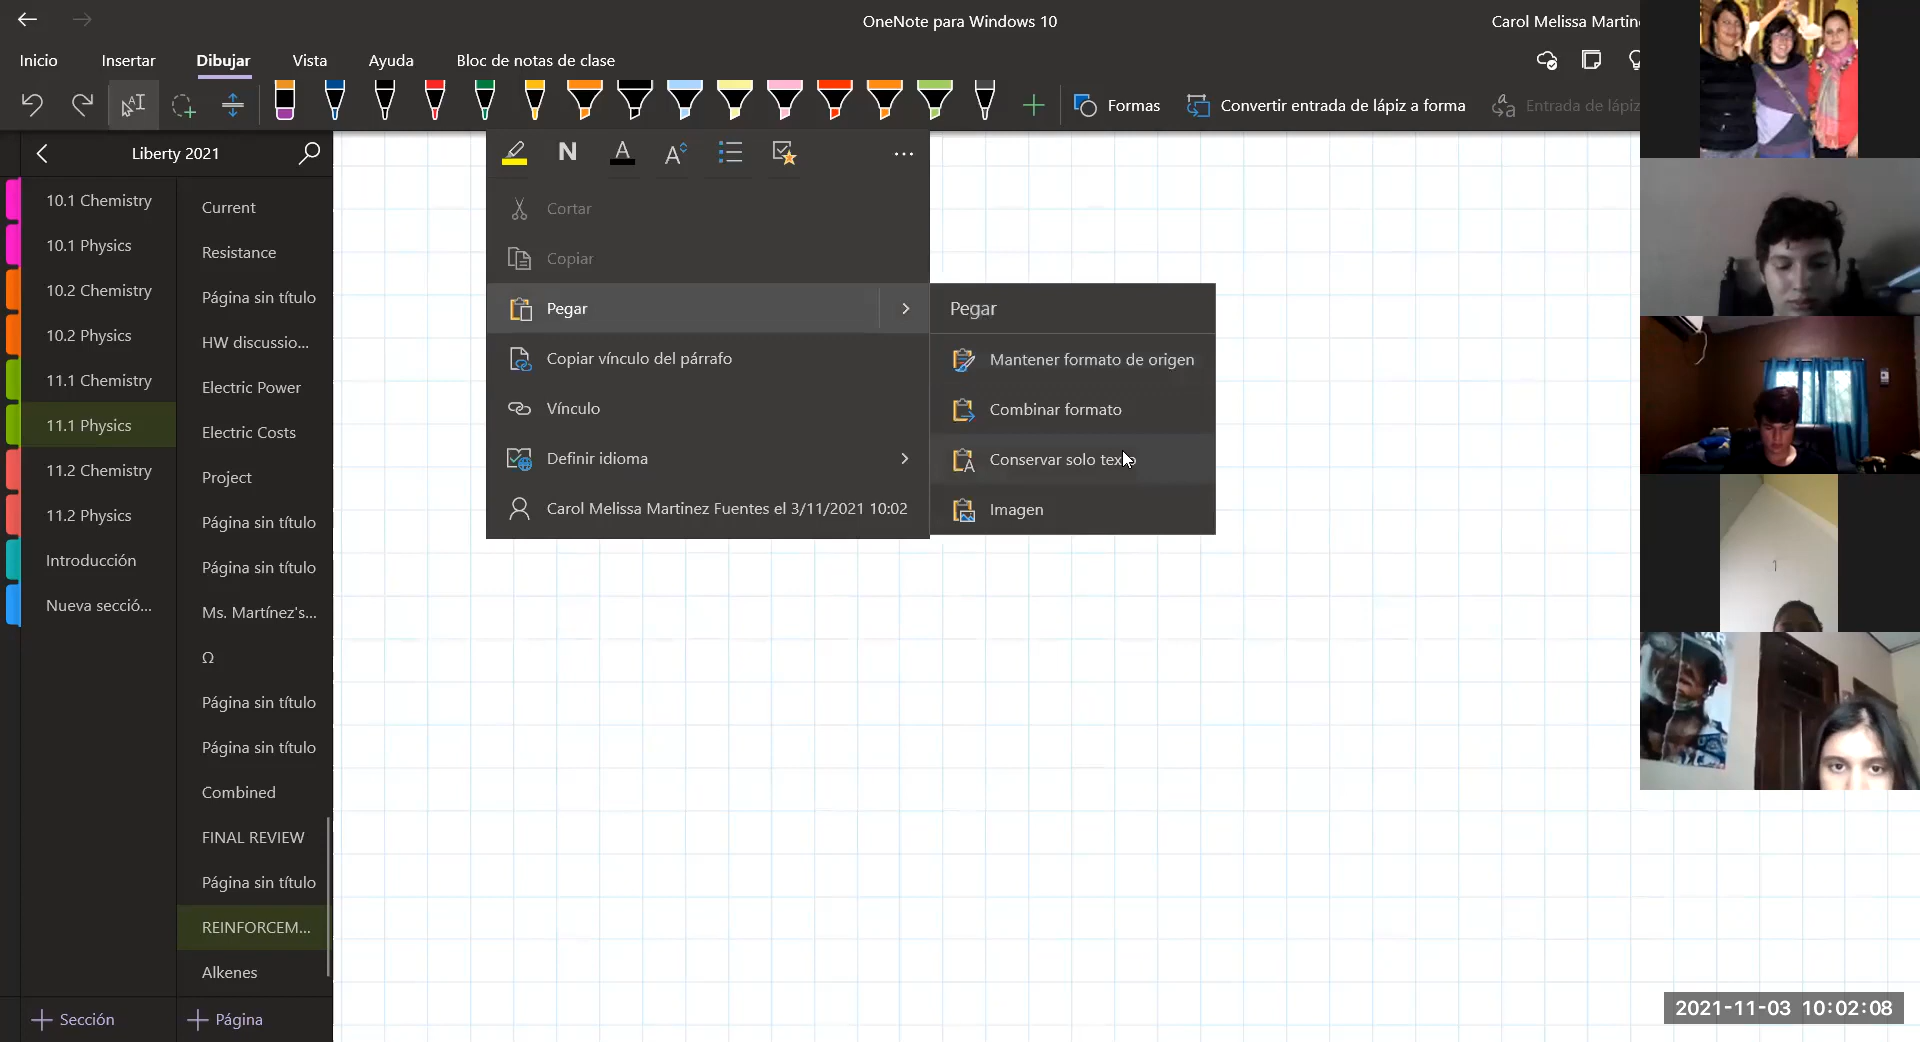 OneNote para Windows 10
Carol Melissa Martin
Inicio
Insertar
Dibujar
Vista
Ayuda
Bloc de notas de clase
Formas
Convertir entrada de lápiz a forma
Entrada de lápiz
Liberty 2021
10.1 Chemistry
10.1 Physics
10.2 Chemistry
10.2 Physics
11.1 Chemistry
11.1 Physics
11.2 Chemistry
11.2 Physics
Introducción
Nueva secció...
Sección
Current
Resistance
Página sin título
HW discussio...
Electric Power
Electric Costs
Project
Página sin título
Página sin título
Ms. Martínez's...
Ω
Página sin título
Página sin título
Combined
FINAL REVIEW
Página sin título
REINFORCEM...
Alkenes
Página
N
Cortar
Copiar
Pegar
Copiar vínculo del párrafo
Vínculo
Definir idioma
Carol Melissa Martinez Fuentes el 3/11/2021 10:02
Pegar
Mantener formato de origen
Combinar formato
Conservar solo texto
Imagen
2021-11-03 10:02:08